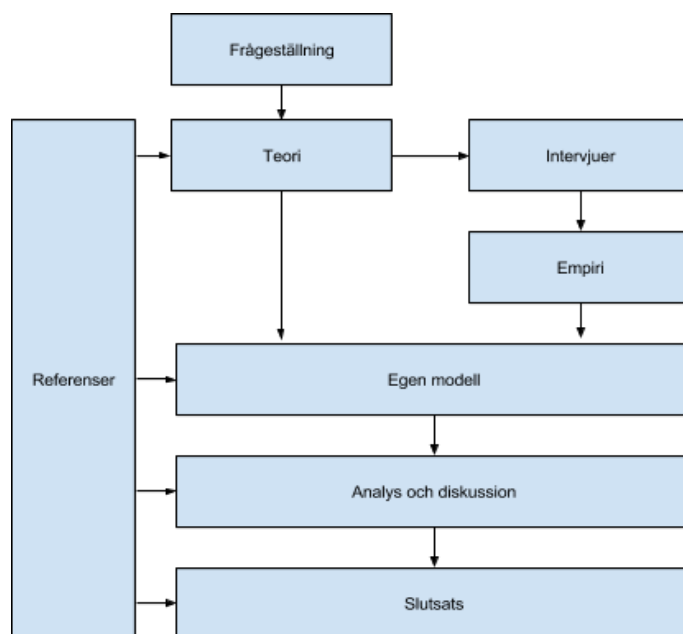 Frågeställning
Teori
Intervjuer
Empiri
Referenser
Egen modell
Analys och diskussion
Slutsats